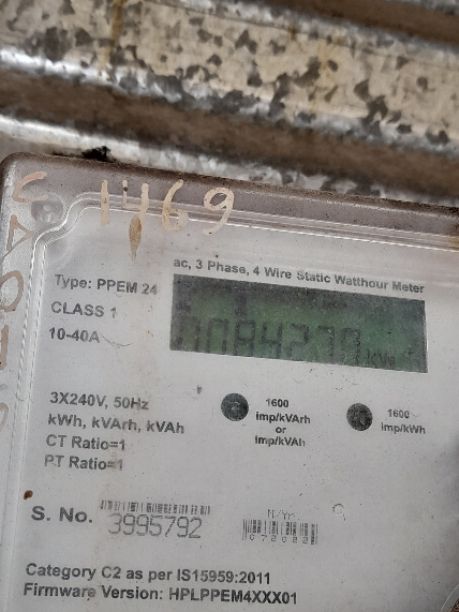 1469
ac, 3 Phase, 4 Wire Static Watthour Meter
Type: PPEM 24
CLASS 1
10-40A
3X240V, 50Hz
kWh, kVArh, kVAh
CT Ratio=1
PT Ratio=1
1600
imp/kVArh
or
imp/kVAh
1600
imp/kWh
S. No. 3995792
Category C2 as per IS15959:2011
Firmware Version: HPLPPEM4XXX01